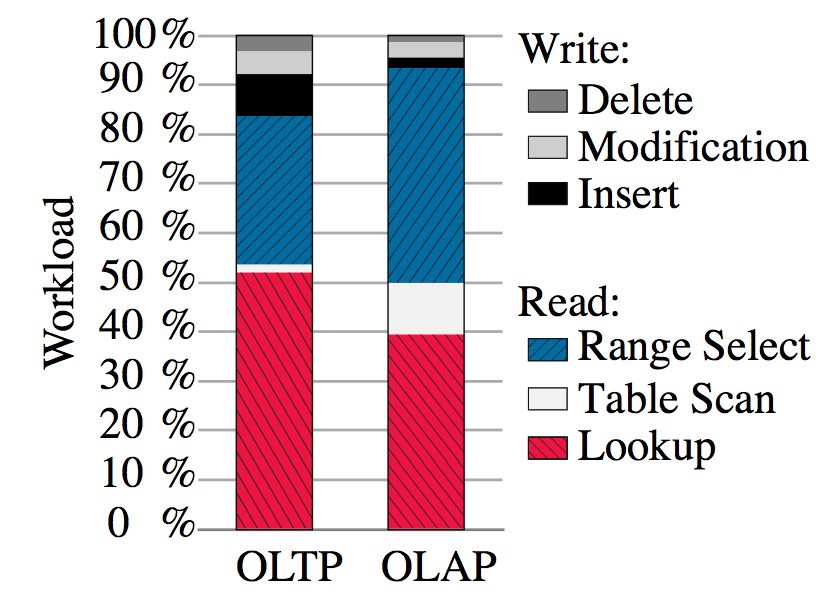 Workload
100 %
90 %
80 %
70 %
60 %
50 %
40 %
30 %
20 %
10 %
0 %
OLTP OLAP
Write:
Delete
Modification
Insert
Read:
Range Select
Table Scan
Lookup